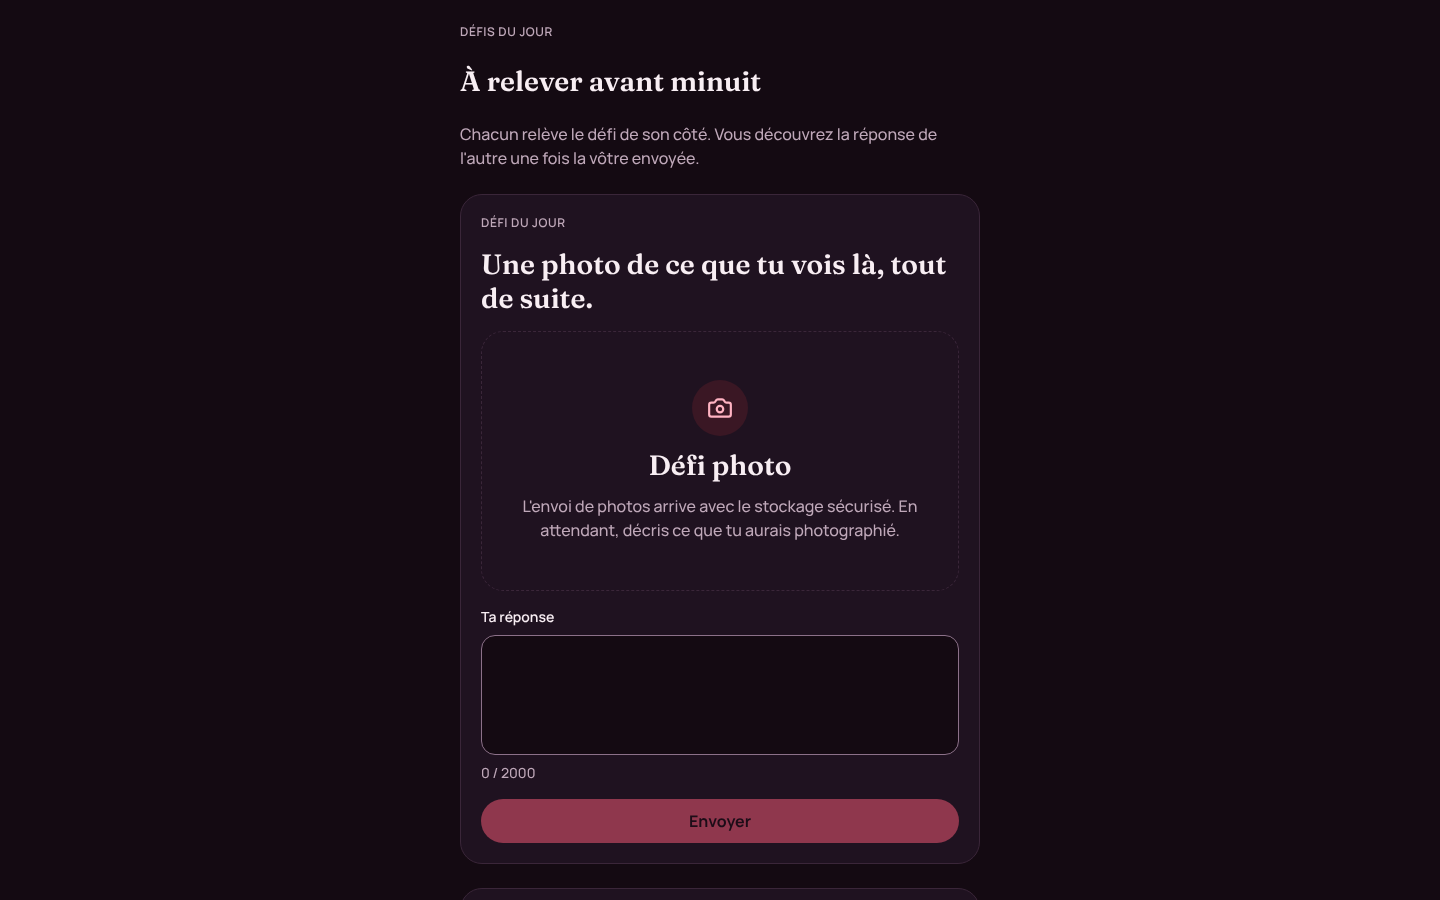 DÉFIS DU JOUR
À relever avant minuit
Chacun relève le défi de son côté. Vous découvrez la réponse de
l'autre une fois la vôtre envoyée.
DÉFI DU JOUR
Une photo de ce que tu vois là, tout
de suite.
Défi photo
L'envoi de photos arrive avec le stockage sécurisé. En
attendant, décris ce que tu aurais photographié.
Ta réponse
0 / 2000
Envoyer